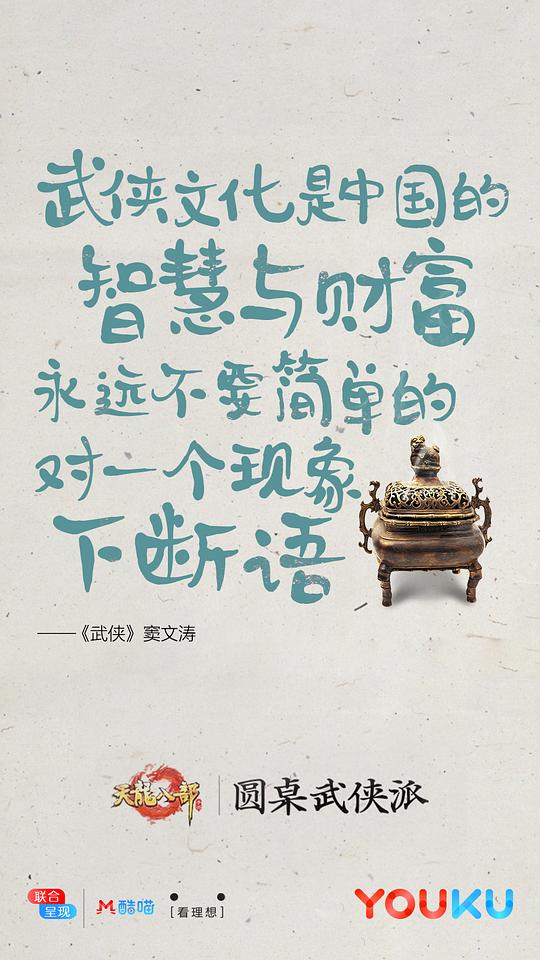 武侠文化是中国的
智慧与财富
永远不要简单的
对一个现象
下断语
——《武侠》窦文涛
天龍八部
圆桌武侠派
联合
呈现
酷喵
[看理想]
YOUKU